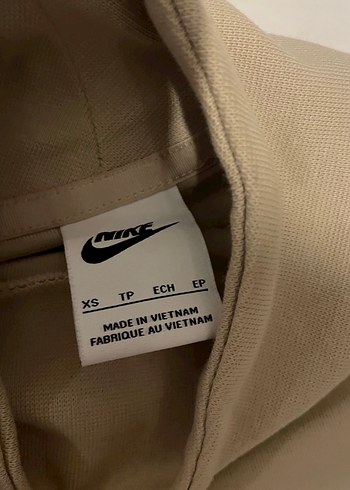 NIKE
XS TP ECH EP
MADE IN VIETNAM
FABRIQUE AU VIETNAM